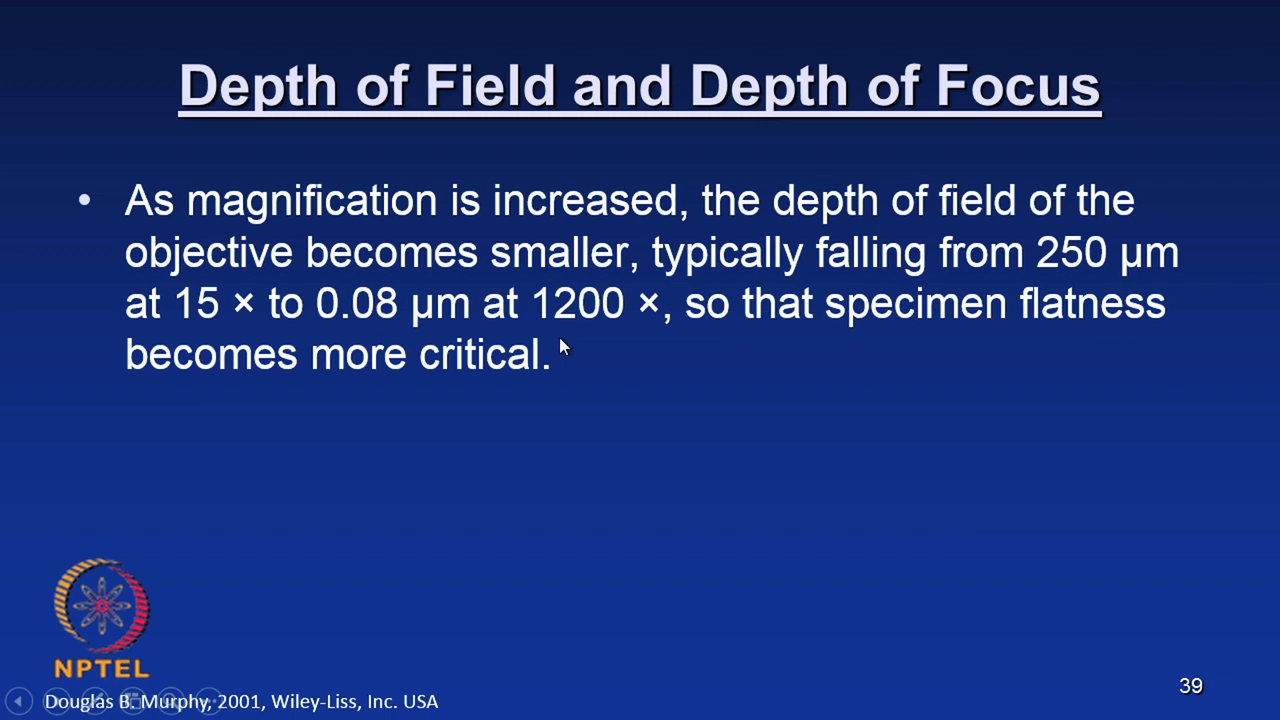 Depth of Field and Depth of Focus
• As magnification is increased, the depth of field of the
objective becomes smaller, typically falling from 250 μm
at 15 × to 0.08 μm at 1200 ×, so that specimen flatness
becomes more critical.
NPTEL
39
Douglas B. Murphy, 2001, Wiley-Liss, Inc. USA